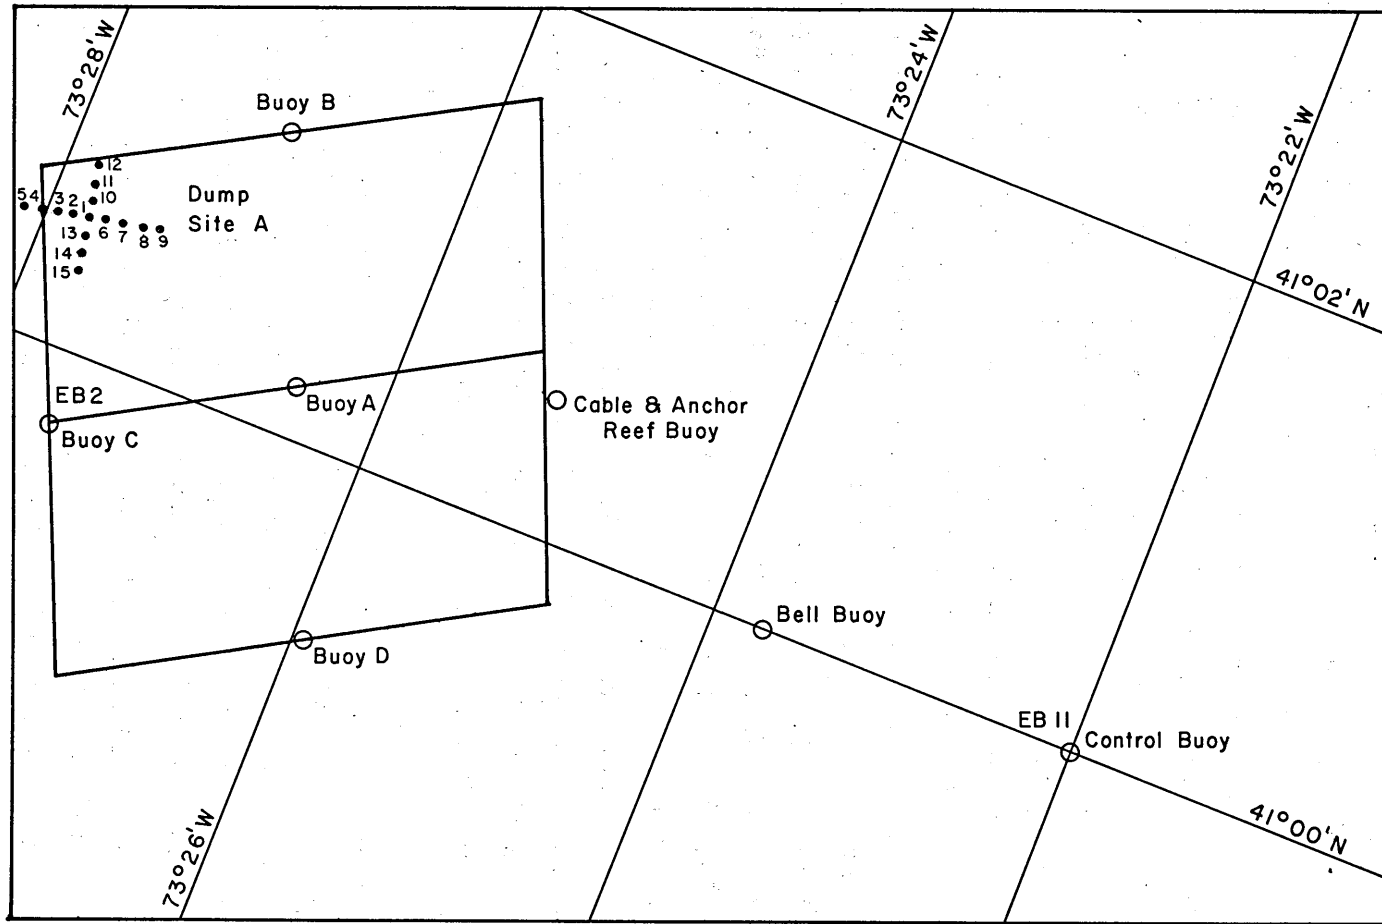 73°28'W
Buoy B
73°24'W
73°22'W
12
11
10
Dump
Site A
5 4 3 2 1
13 6 7 8 9
14
15
41°02'N
EB2
Buoy A
Buoy C
Cable & Anchor
Reef Buoy
Bell Buoy
Buoy D
EB 11
Control Buoy
41°00'N
73°26'W